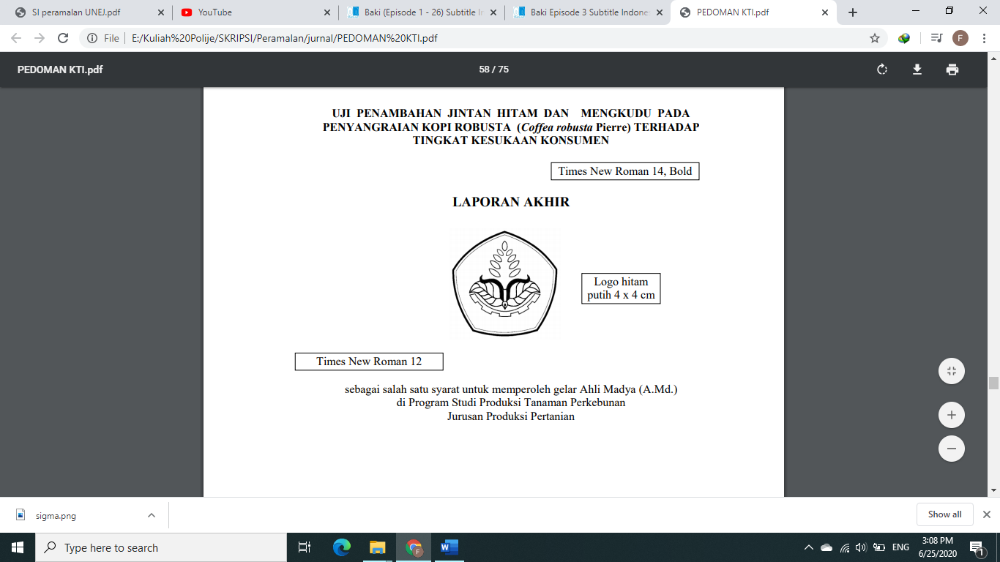 SI peramalan UNEJ.pdf
YouTube
Baki (Episode 1 - 26) Subtitle In
Baki Episode 3 Subtitle Indones
PEDOMAN KTI.pdf
File
E:/Kuliah%20Polije/SKRIPSI/Peramalan/jurnal/PEDOMAN%20KTI.pdf
F
PEDOMAN KTI.pdf
58 / 75
UJI PENAMBAHAN JINTAN HITAM DAN MENGKUDU PADA
PENYANGRAIAN KOPI ROBUSTA (Coffea robusta Pierre) TERHADAP
TINGKAT KESUKAAN KONSUMEN
Times New Roman 14, Bold
LAPORAN AKHIR
Logo hitam
putih 4 x 4 cm
Times New Roman 12
sebagai salah satu syarat untuk memperoleh gelar Ahli Madya (A.Md.)
di Program Studi Produksi Tanaman Perkebunan
Jurusan Produksi Pertanian
sigma.png
Show all
Type here to search
F
W
ENG
3:08 PM
6/25/2020
1